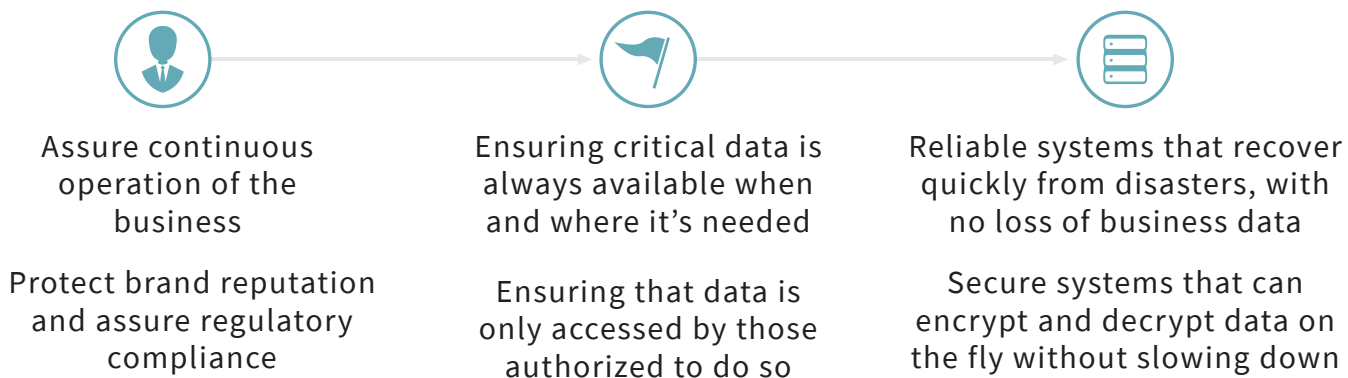 Assure continuous
operation of the
business
Protect brand reputation
and assure regulatory
compliance
Ensuring critical data is
always available when
and where it’s needed
Ensuring that data is
only accessed by those
authorized to do so
Reliable systems that recover
quickly from disasters, with
no loss of business data
Secure systems that can
encrypt and decrypt data on
the fly without slowing down